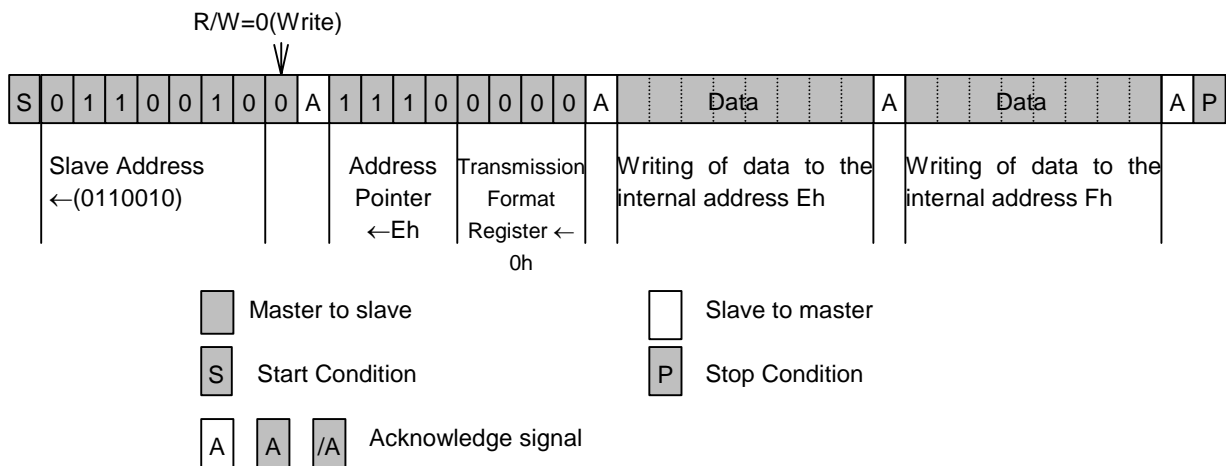 R/W=0(Write)
S 0 1 1 0 0 1 0 0 A 1 1 1 0 0 0 0 0 A Data A Data A P
Slave Address
←(0110010)
Address
Pointer
←Eh
Transmission
Format
Register ←
0h
Writing of data to the
internal address Eh
Writing of data to the
internal address Fh
Master to slave
Slave to master
S Start Condition
P Stop Condition
A A /A Acknowledge signal